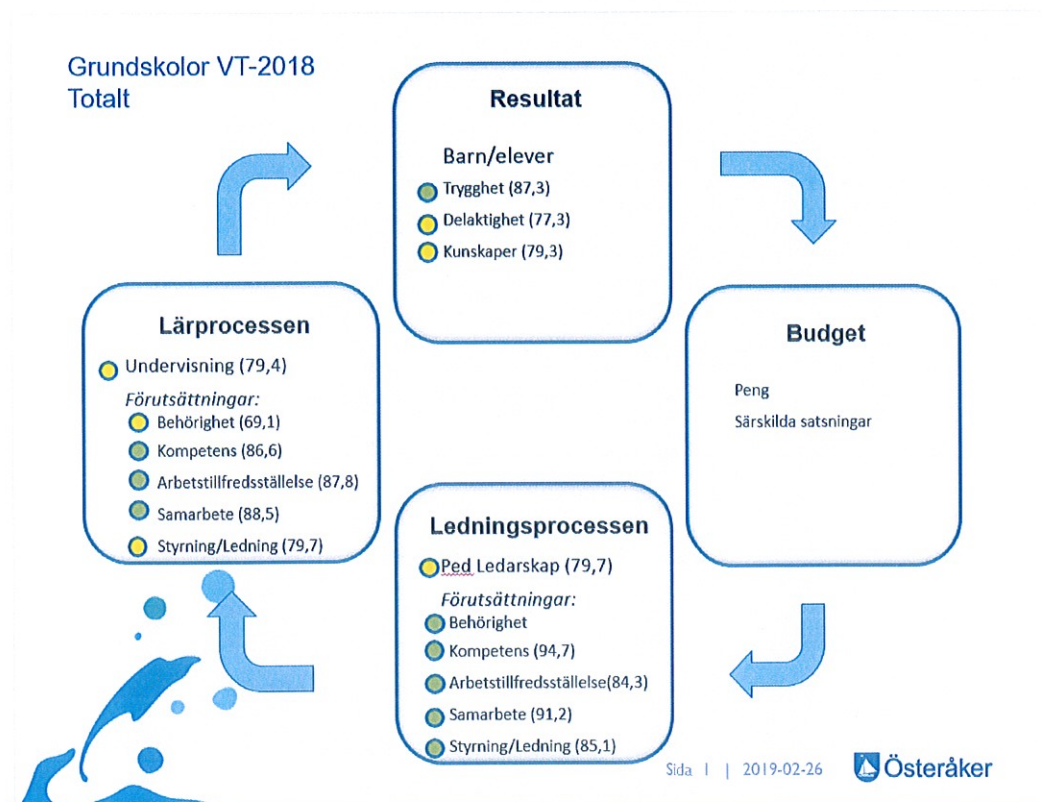 Grundskolor VT-2018
Totalt
Resultat
Barn/elever
Trygghet (87,3)
Delaktighet (77,3)
Kunskaper (79,3)
Lärprocessen
Undervisning (79,4)
Förutsättningar:
Behörighet (69,1)
Kompetens (86,6)
Arbetstillfredsställelse (87,8)
Samarbete (88,5)
Styrning/Ledning (79,7)
Budget
Peng
Särskilda satsningar
Ledningsprocessen
Ped Ledarskap (79,7)
Förutsättningar:
Behörighet
Kompetens (94,7)
Arbetstillfredsställelse(84,3)
Samarbete (91,2)
Styrning/Ledning (85,1)
Sida 1 | 2019-02-26
Österåker